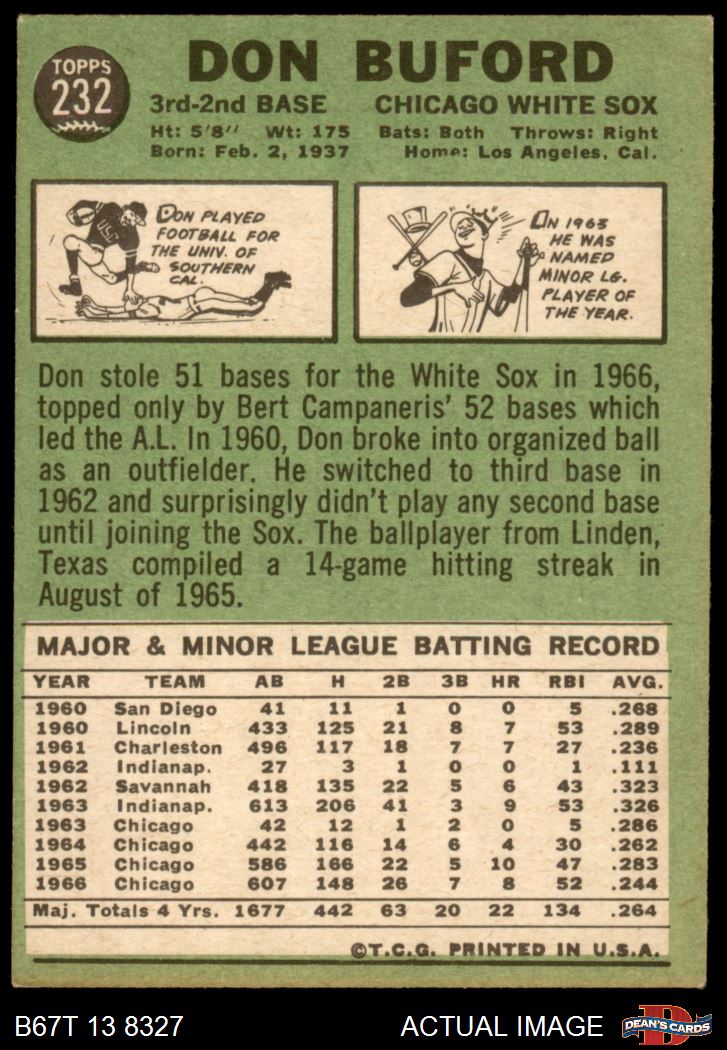 TOPPS
232
DON BUFORD
3rd-2nd BASE CHICAGO WHITE SOX
Ht: 5'8'' Wt: 175 Bats: Both Throws: Right
Born: Feb. 2, 1937 Home: Los Angeles, Cal.
USC
DON PLAYED
FOOTBALL FOR
THE UNIV. OF
SOUTHERN
CAL.
IN 1963
HE WAS
NAMED
MINOR LG.
PLAYER OF
THE YEAR.
Don stole 51 bases for the White Sox in 1966,
topped only by Bert Campaneris' 52 bases which
led the A.L. In 1960, Don broke into organized ball
as an outfielder. He switched to third base in
1962 and surprisingly didn't play any second base
until joining the Sox. The ballplayer from Linden,
Texas compiled a 14-game hitting streak in
August of 1965.
MAJOR & MINOR LEAGUE BATTING RECORD
YEAR TEAM AB H 2B 3B HR RBI AVG.
1960 San Diego 41 11 1 0 0 5 .268
1960 Lincoln 433 125 21 8 7 53 .289
1961 Charleston 496 117 18 7 7 27 .236
1962 Indianap. 27 3 1 0 0 1 .111
1962 Savannah 418 135 22 5 6 43 .323
1963 Indianap. 613 206 41 3 9 53 .326
1963 Chicago 42 12 1 2 0 5 .286
1964 Chicago 442 116 14 6 4 30 .262
1965 Chicago 586 166 22 5 10 47 .283
1966 Chicago 607 148 26 7 8 52 .244
Maj. Totals 4 Yrs. 1677 442 63 20 22 134 .264
©T.C.G. PRINTED IN U.S.A.
B67T 13 8327 ACTUAL IMAGE
D
DEAN'S CARDS